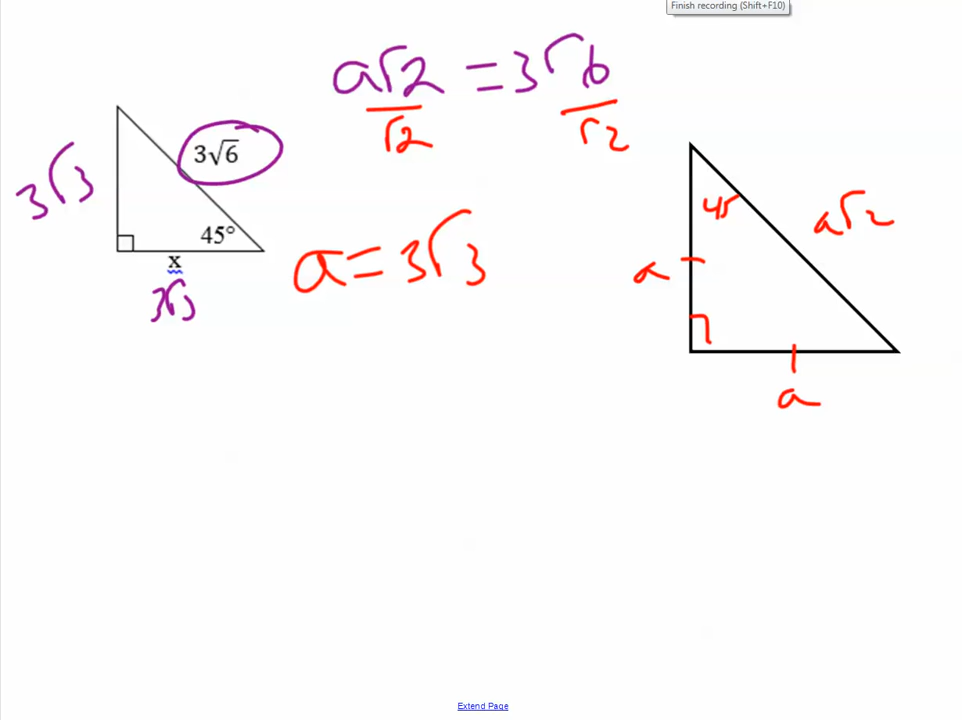 Finish recording (Shift+F10)
a√2 = 3√6
√2 √2
3√6
3√3
45°
x
3√3
a = 3√3
45
a√2
a
a
Extend Page